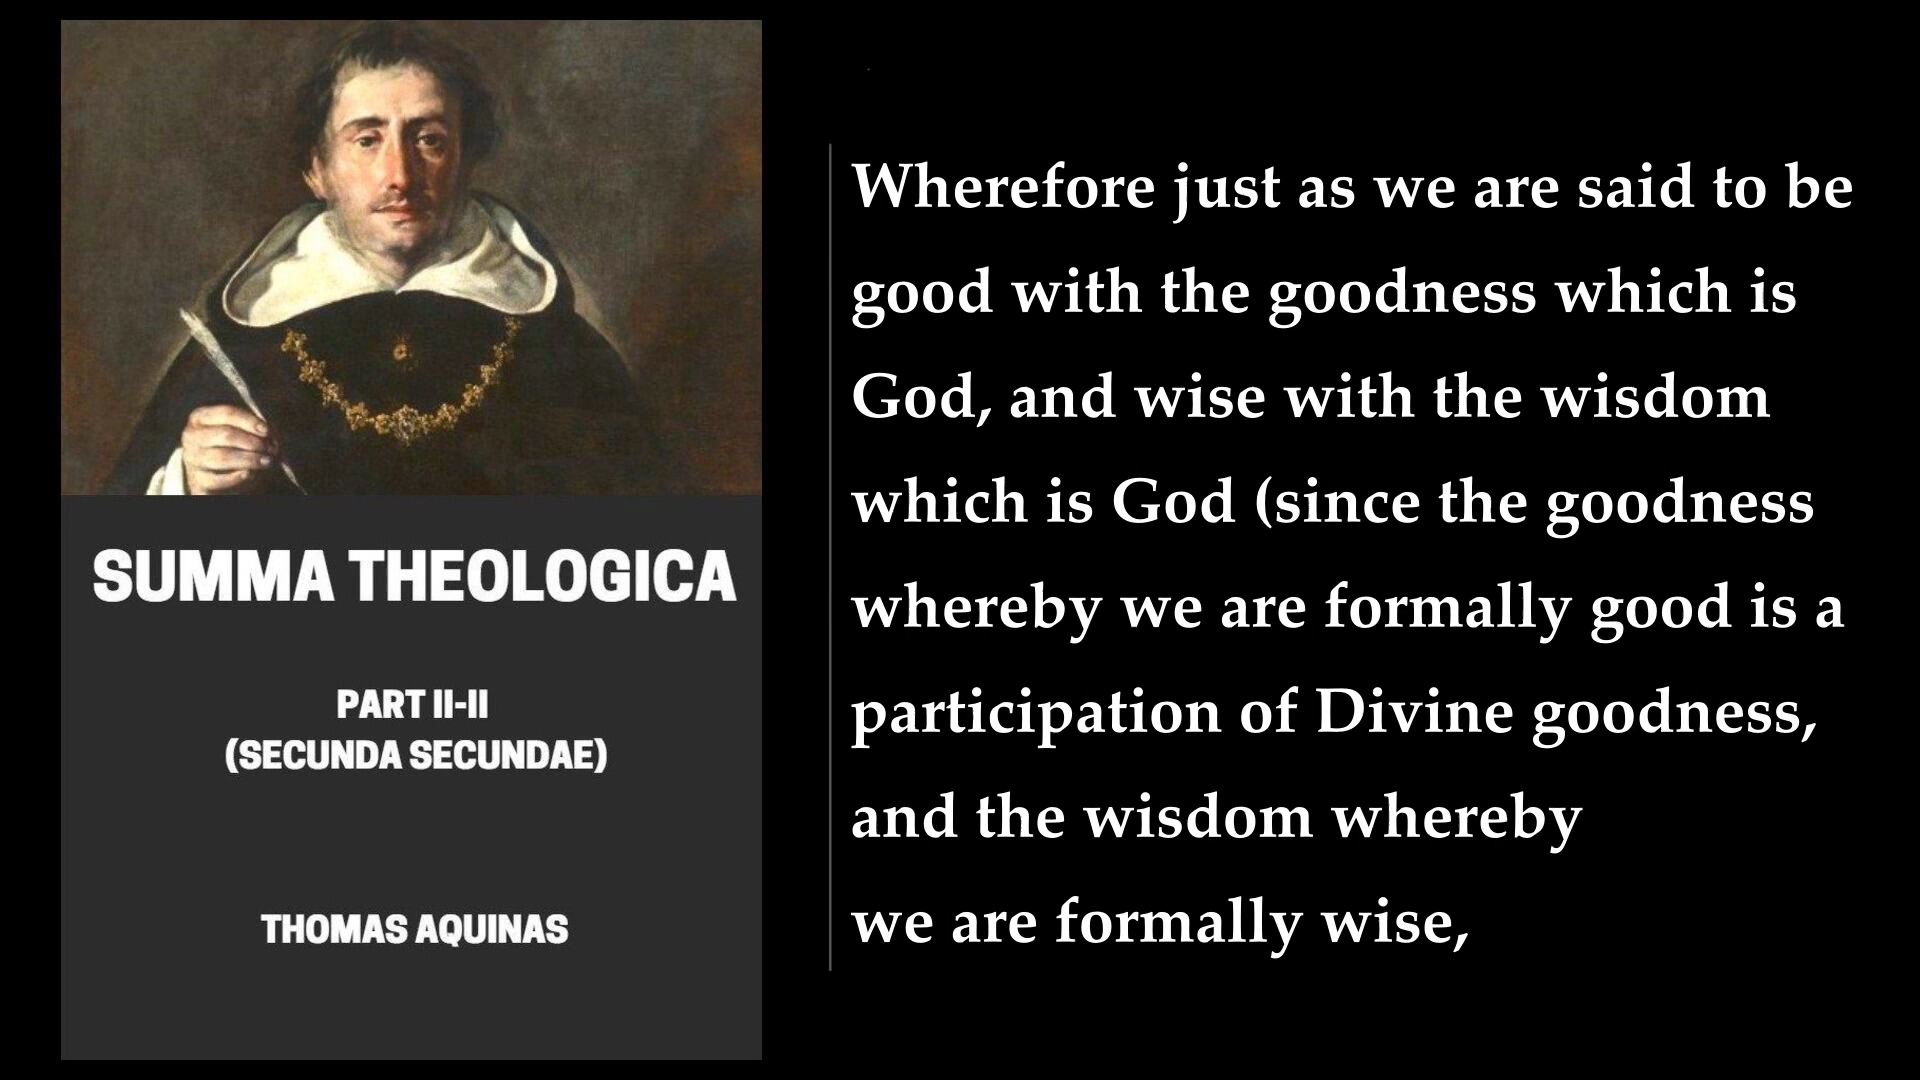 SUMMA THEOLOGICA
PART II-II
(SECUNDA SECUNDAE)
THOMAS AQUINAS
Wherefore just as we are said to be
good with the goodness which is
God, and wise with the wisdom
which is God (since the goodness
whereby we are formally good is a
participation of Divine goodness,
and the wisdom whereby
we are formally wise,